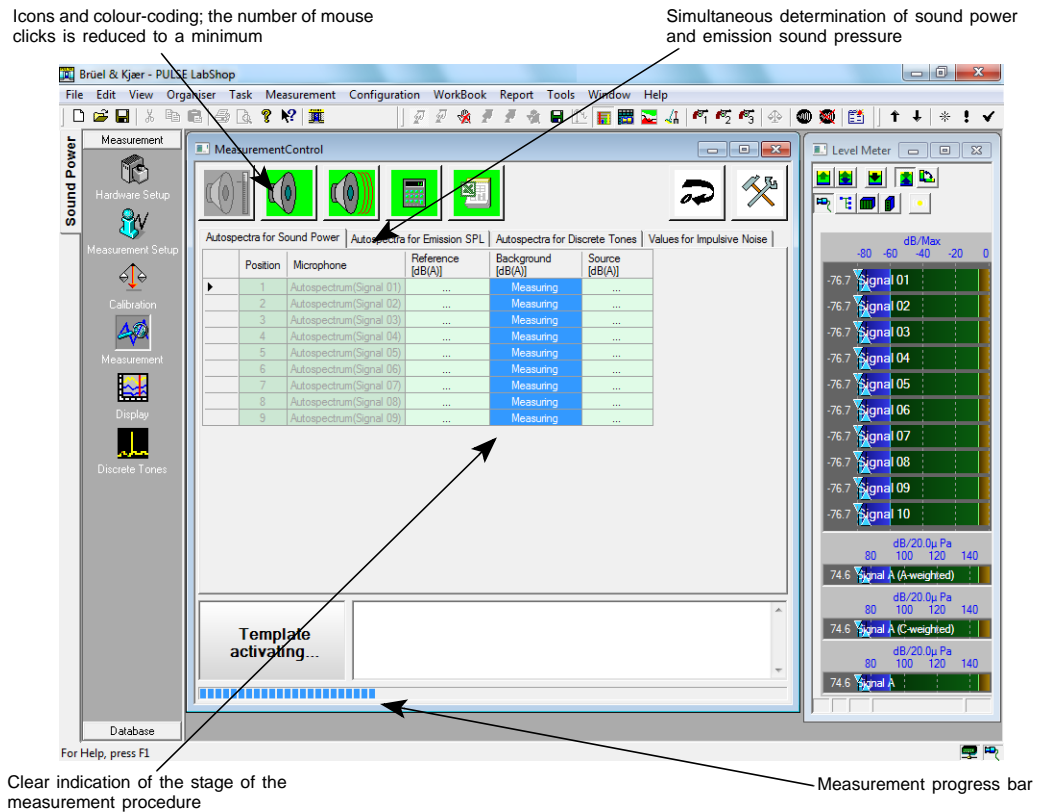 Icons and colour-coding; the number of mouse
clicks is reduced to a minimum
Simultaneous determination of sound power
and emission sound pressure
Brüel & Kjær - PULSE LabShop
File Edit View Organiser Task Measurement Configuration WorkBook Report Tools Window Help
Sound Power
Measurement
Hardware Setup
Measurement Setup
Calibration
Measurement
Display
Discrete Tones
Database
MeasurementControl
Autospectra for Sound Power Autospectra for Emission SPL Autospectra for Discrete Tones Values for Impulsive Noise
Position Microphone Reference [dB(A)] Background [dB(A)] Source [dB(A)]
1 Autospectrum(Signal 01) ... Measuring ...
2 Autospectrum(Signal 02) ... Measuring ...
3 Autospectrum(Signal 03) ... Measuring ...
4 Autospectrum(Signal 04) ... Measuring ...
5 Autospectrum(Signal 05) ... Measuring ...
6 Autospectrum(Signal 06) ... Measuring ...
7 Autospectrum(Signal 07) ... Measuring ...
8 Autospectrum(Signal 08) ... Measuring ...
9 Autospectrum(Signal 09) ... Measuring ...
Template
activating...
Level Meter
dB/Max
-80 -60 -40 -20 0
-76.7 Signal 01
-76.7 Signal 02
-76.7 Signal 03
-76.7 Signal 04
-76.7 Signal 05
-76.7 Signal 06
-76.7 Signal 07
-76.7 Signal 08
-76.7 Signal 09
-76.7 Signal 10
dB/20.0µ Pa
80 100 120 140
74.6 Signal A (A-weighted)
dB/20.0µ Pa
80 100 120 140
74.6 Signal A (C-weighted)
dB/20.0µ Pa
80 100 120 140
74.6 Signal A
For Help, press F1
Clear indication of the stage of the
measurement procedure
Measurement progress bar